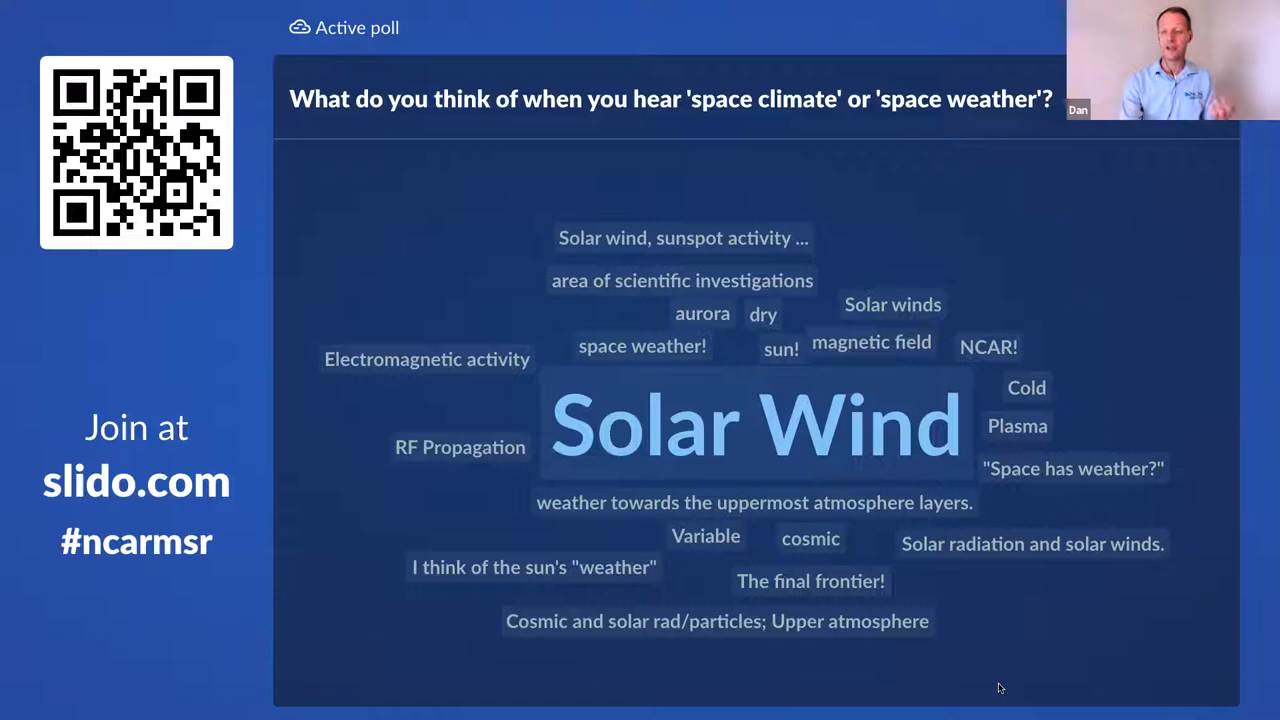 Active poll
Dan
What do you think of when you hear 'space climate' or 'space weather'?
Solar wind, sunspot activity ...
area of scientific investigations
Solar winds
aurora dry
magnetic field
space weather! sun! NCAR!
Electromagnetic activity
Cold
Solar Wind
Plasma
RF Propagation
"Space has weather?"
weather towards the uppermost atmosphere layers.
Variable cosmic
Solar radiation and solar winds.
I think of the sun's "weather"
The final frontier!
Cosmic and solar rad/particles; Upper atmosphere
Join at
slido.com
#ncarmsr